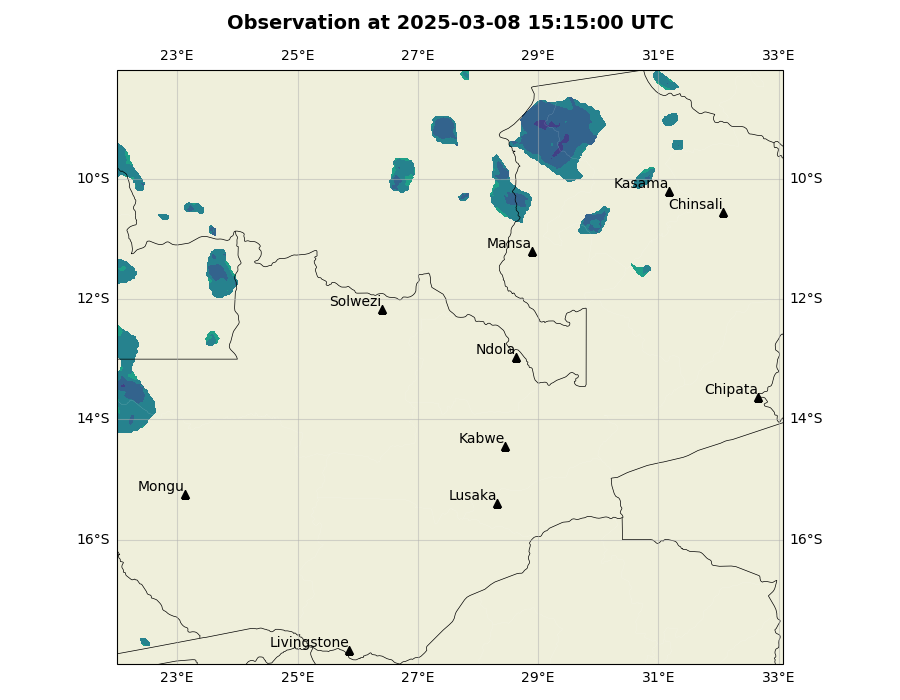 Observation at 2025-03-08 15:15:00 UTC
23°E 25°E 27°E 29°E 31°E 33°E
10°S 10°S
Kasama
Chinsali
Mansa
12°S 12°S
Solwezi
Ndola
Chipata
14°S 14°S
Kabwe
Mongu
Lusaka
16°S 16°S
Livingstone
23°E 25°E 27°E 29°E 31°E 33°E